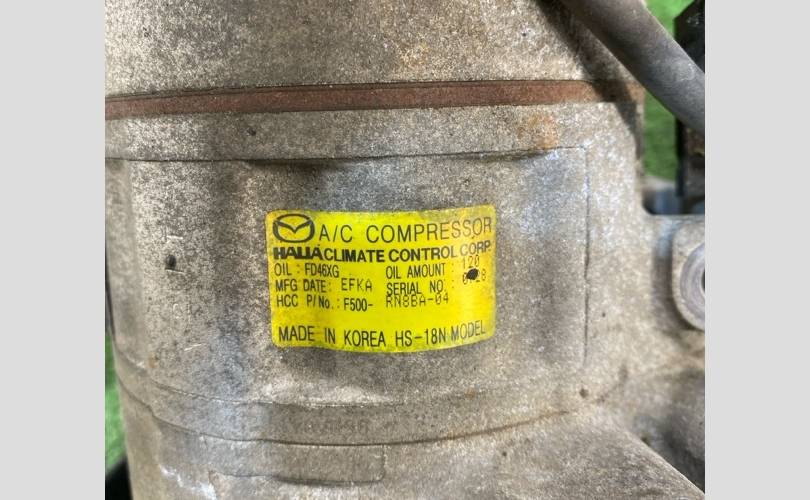 A/C COMPRESSOR
HALLA CLIMATE CONTROL CORP.
OIL : FD46XG OIL AMOUNT : 120
MFG DATE: EFKA SERIAL NO :
HCC P/No. : F500- RN8BA-04
MADE IN KOREA HS-18N MODEL